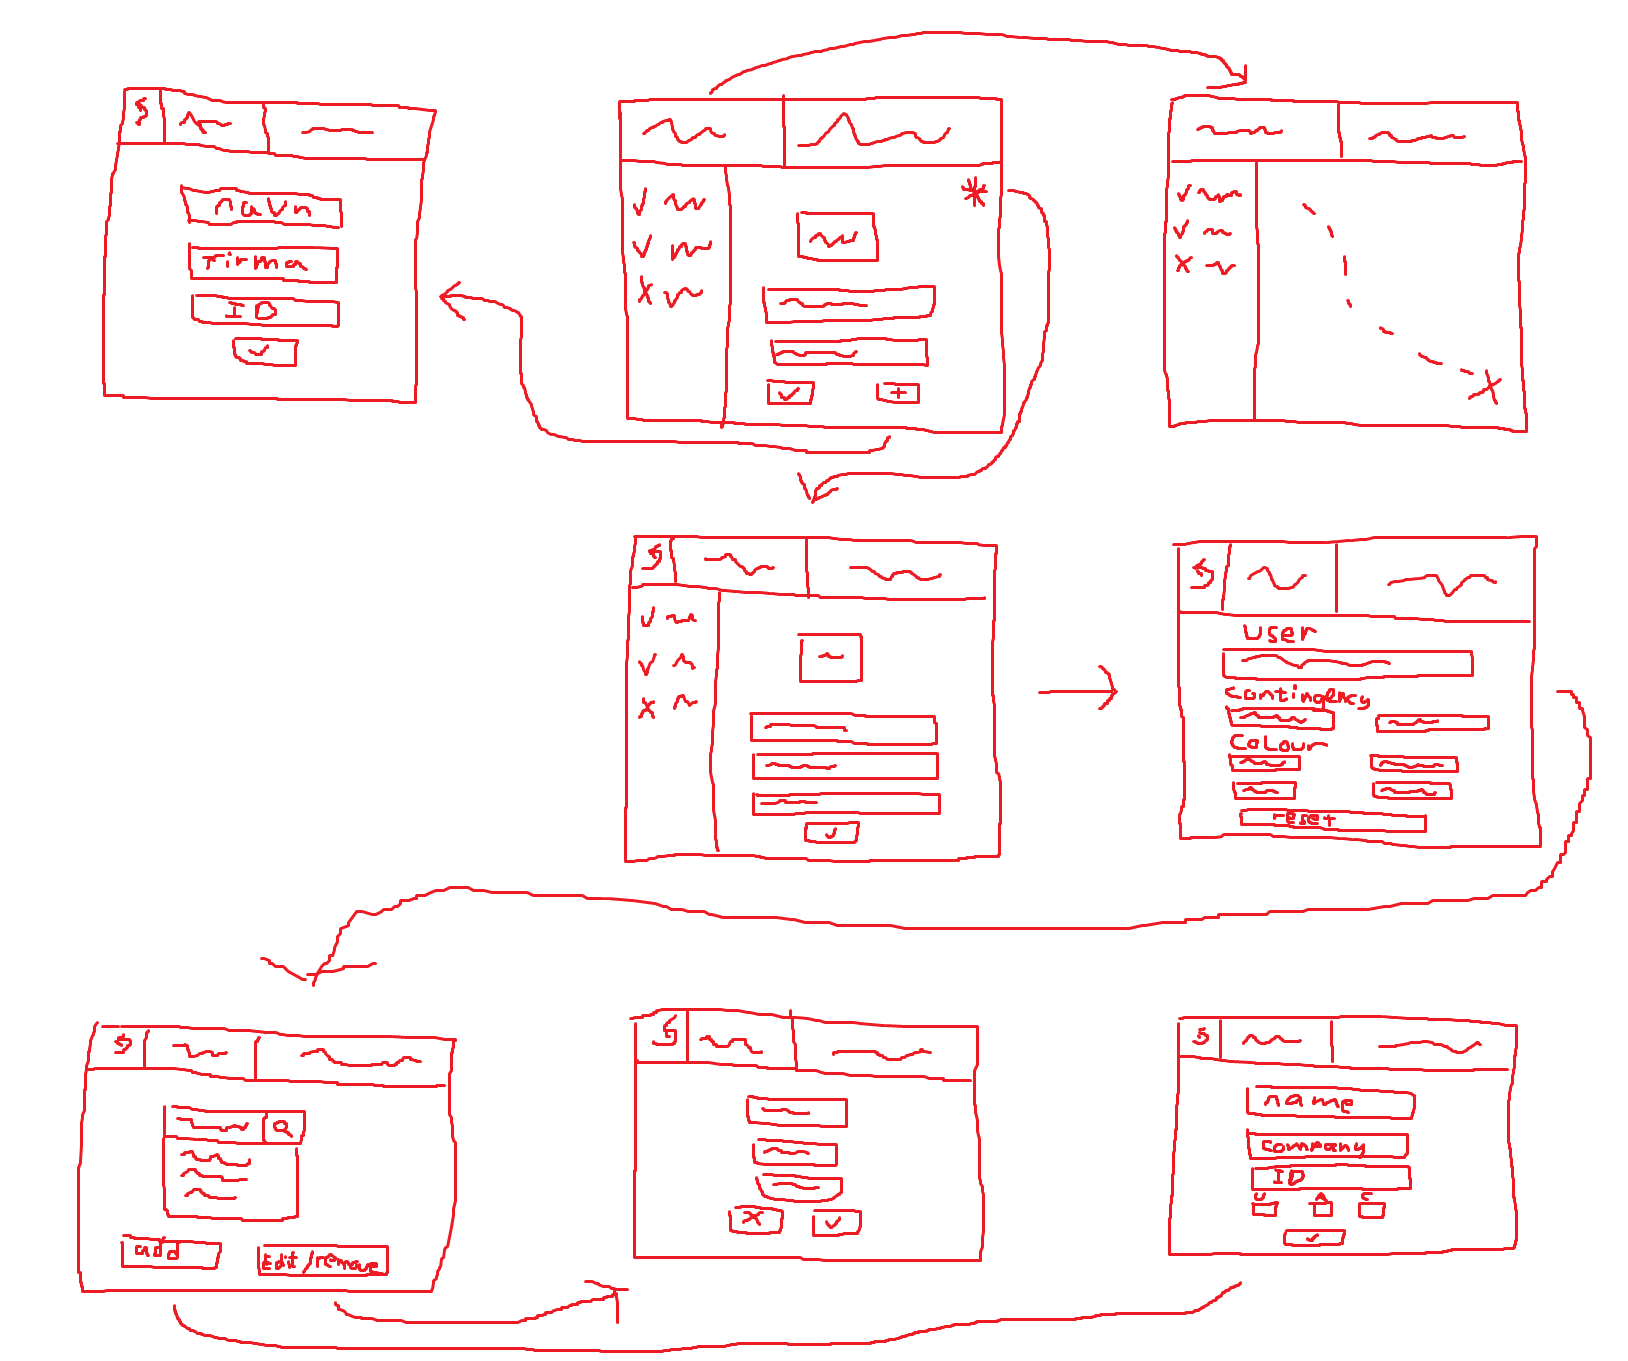 navn
Firma
ID
User
Contingency
Colour
reset
add
Edit/remove
name
Company
ID
U A C